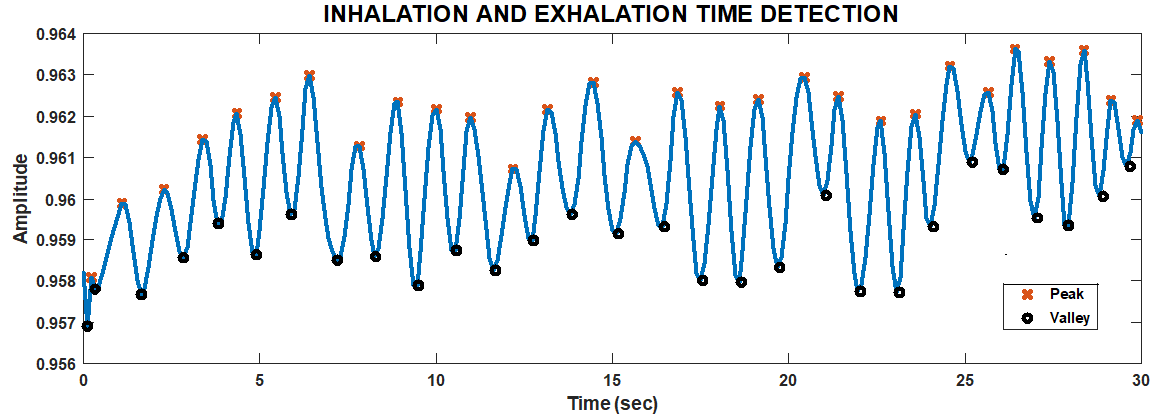 INHALATION AND EXHALATION TIME DETECTION
0.964
0.963
0.962
0.961
0.96
0.959
0.958
0.957
0.956
Amplitude
Peak
Valley
0 5 10 15 20 25 30
Time (sec)